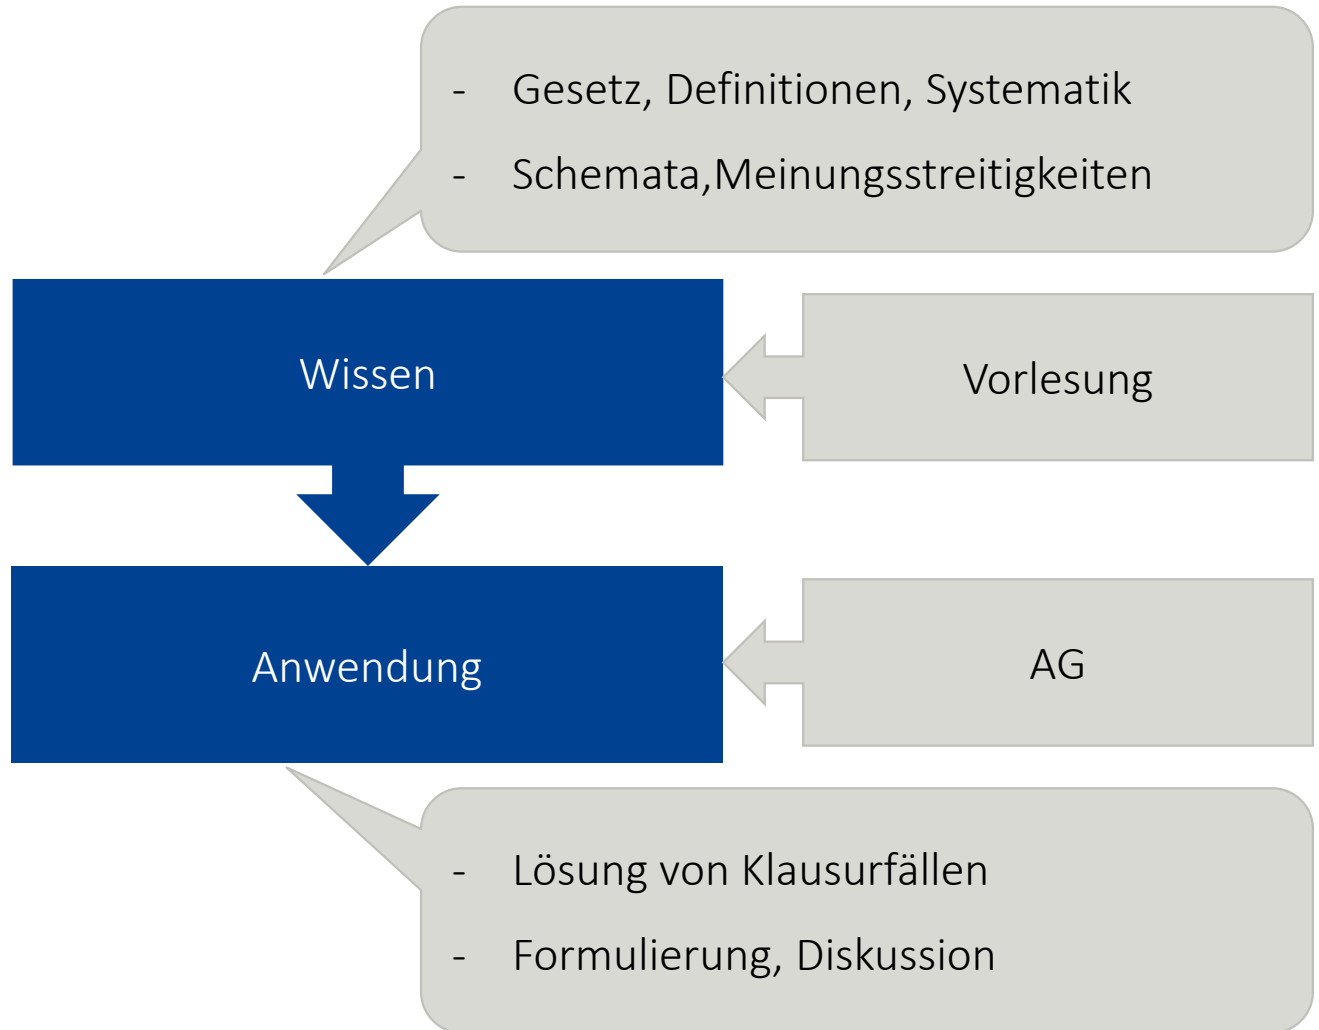 - Gesetz, Definitionen, Systematik
- Schemata,Meinungsstreitigkeiten
Wissen
Vorlesung
Anwendung
AG
- Lösung von Klausurfällen
- Formulierung, Diskussion